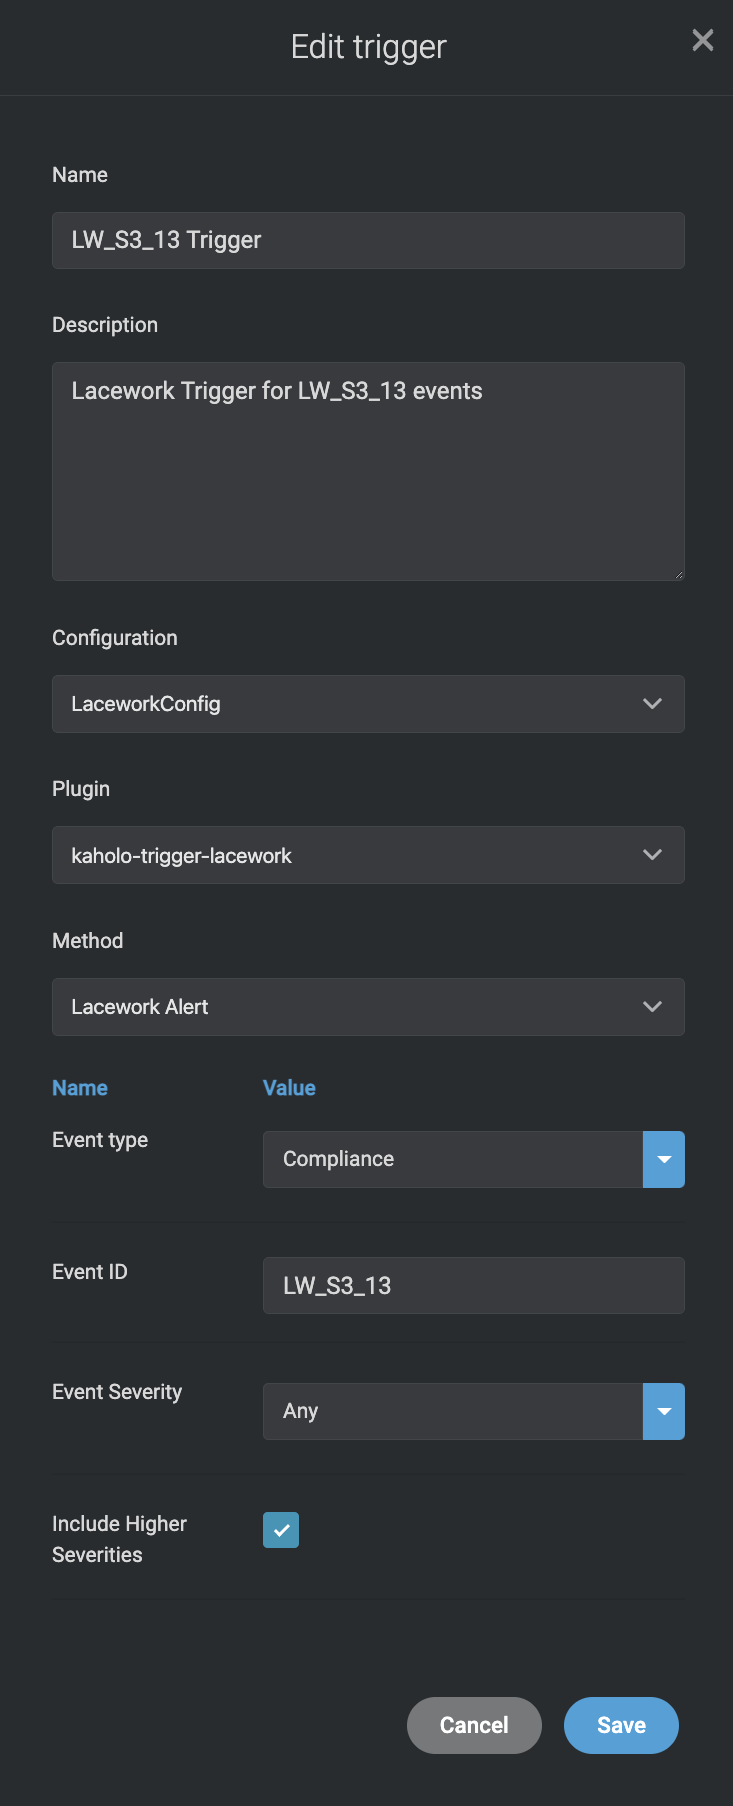 Edit trigger
Name
LW_S3_13 Trigger
Description
Lacework Trigger for LW_S3_13 events
Configuration
LaceworkConfig
Plugin
kaholo-trigger-lacework
Method
Lacework Alert
Name Value
Event type Compliance
Event ID LW_S3_13
Event Severity Any
Include Higher
Severities
Cancel Save